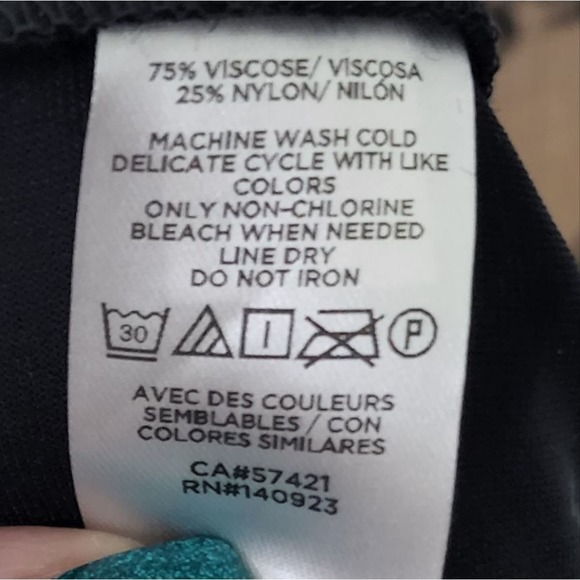 75% VISCOSE/ VISCOSA
25% NYLON/ NILÓN
MACHINE WASH COLD
DELICATE CYCLE WITH LIKE
COLORS
ONLY NON-CHLORINE
BLEACH WHEN NEEDED
LINE DRY
DO NOT IRON
30 P
AVEC DES COULEURS
SEMBLABLES / CON
COLORES SIMILARES
CA#57421
RN#140923